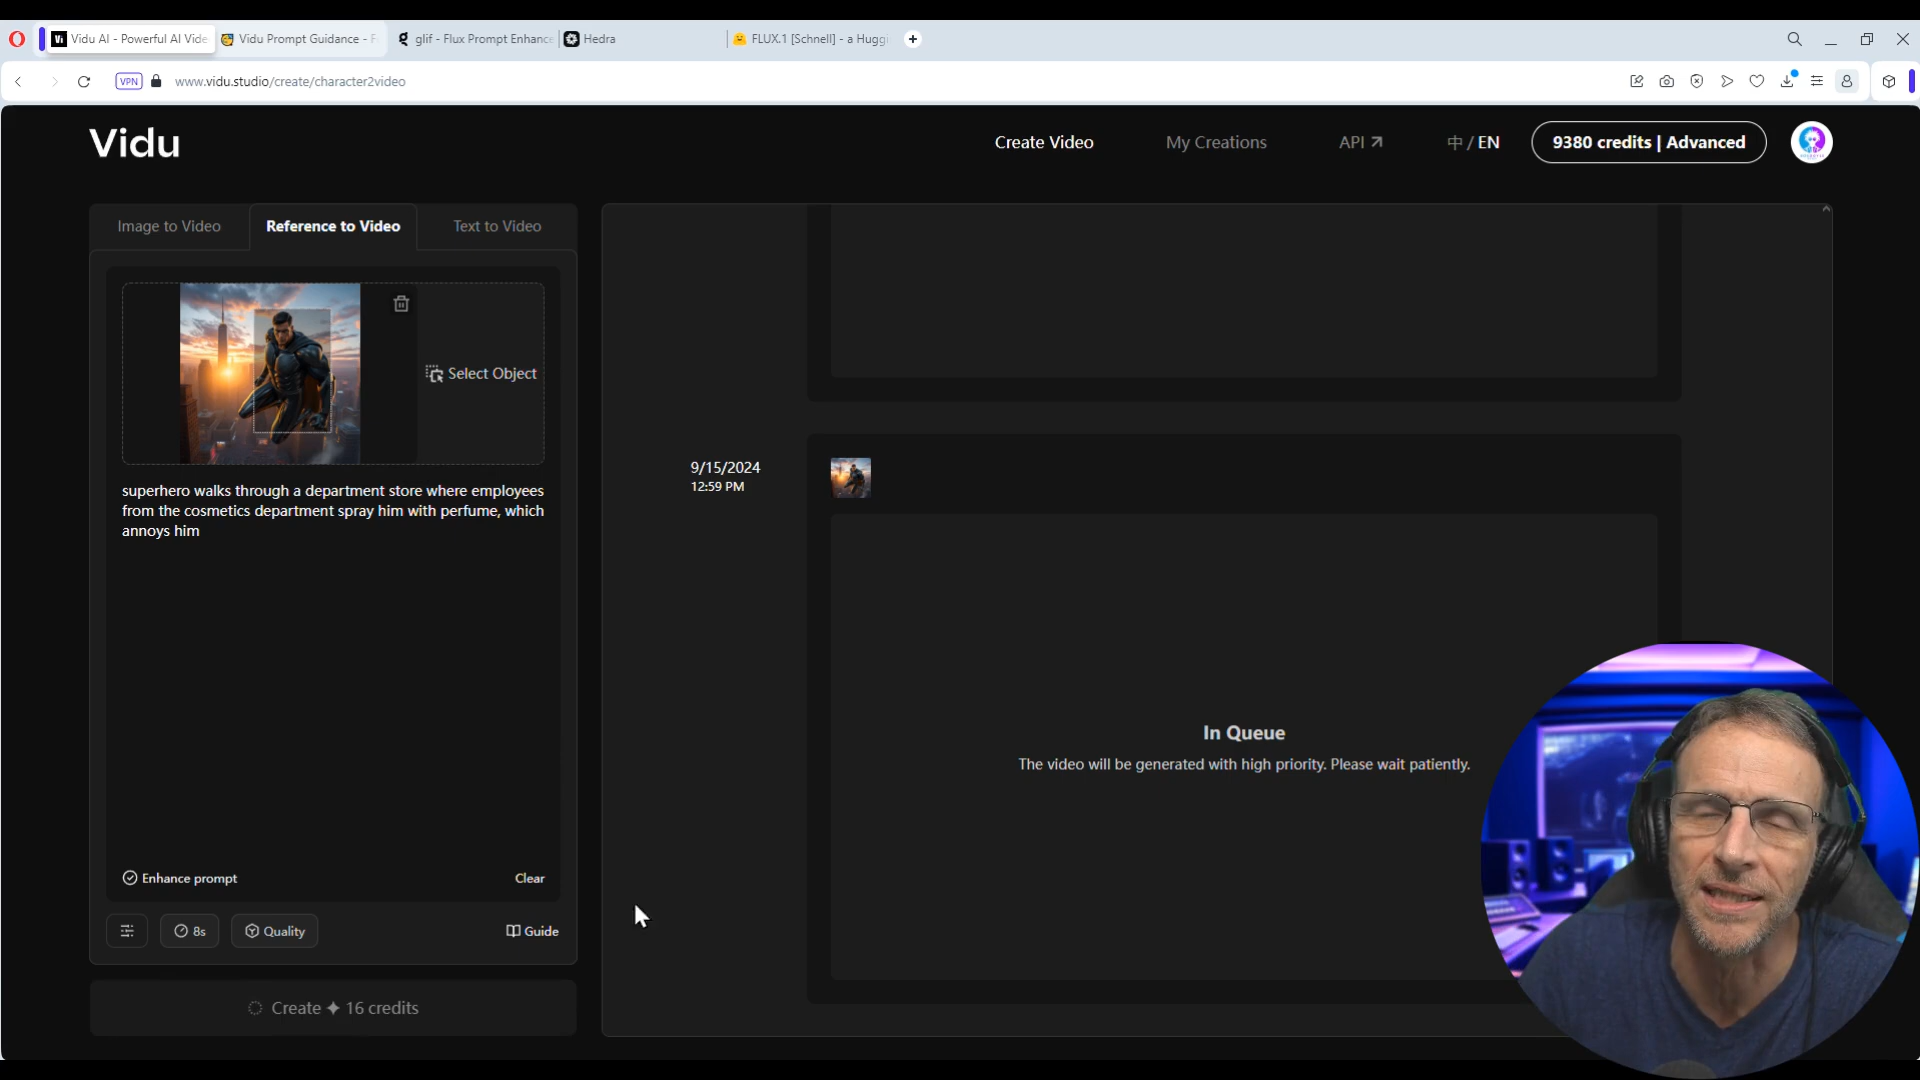 Vidu AI - Powerful AI Vide
Vidu Prompt Guidance - F
glif - Flux Prompt Enhance
Hedra
FLUX.1 [Schnell] - a Huggi
VPN
www.vidu.studio/create/character2video
Vidu
Create Video
My Creations
API
中 / EN
9380 credits | Advanced
Image to Video
Reference to Video
Text to Video
Select Object
superhero walks through a department store where employees
from the cosmetics department spray him with perfume, which
annoys him
Enhance prompt
Clear
8s
Quality
Guide
Create 16 credits
9/15/2024
12:59 PM
In Queue
The video will be generated with high priority. Please wait patiently.